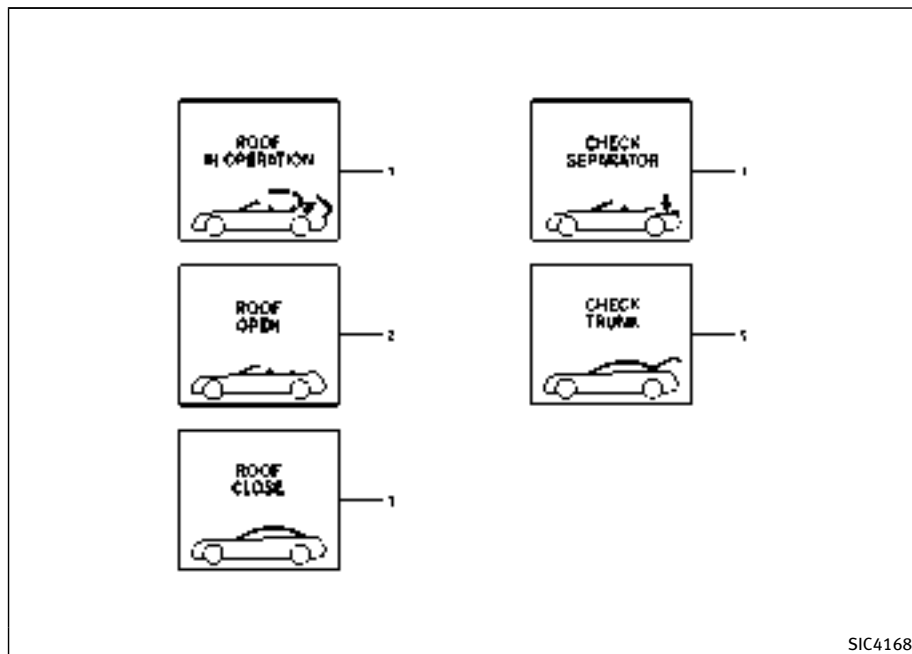 ROOF
IN OPERATION
ROOF
OPEN
2
ROOF
CLOSE
CHECK
SEPARATOR
CHECK
TRUNK
5
SIC4168